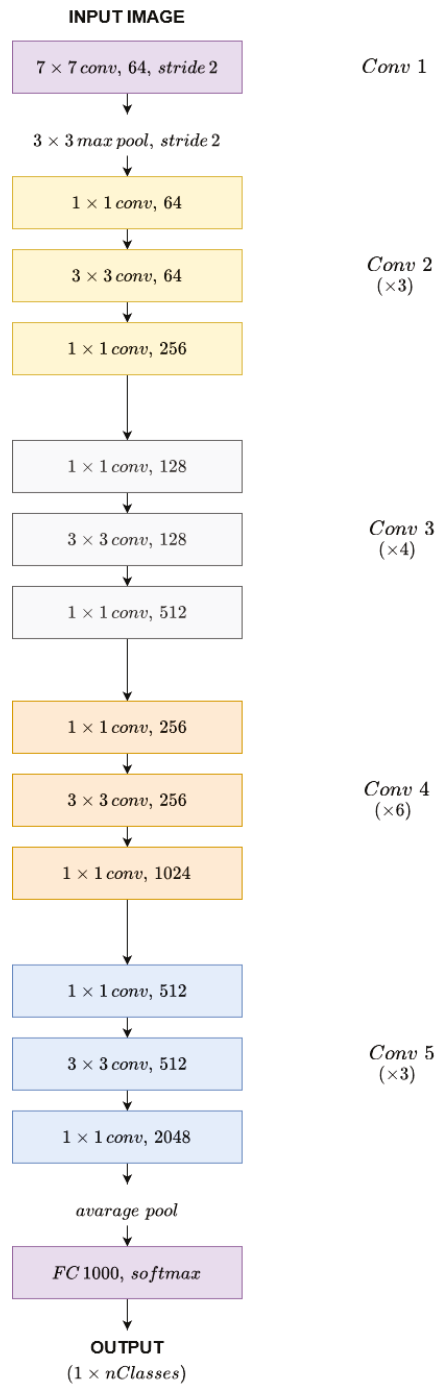 INPUT IMAGE
7 × 7 conv, 64, stride 2
Conv 1
3 × 3 max pool, stride 2
1 × 1 conv, 64
3 × 3 conv, 64
Conv 2
(×3)
1 × 1 conv, 256
1 × 1 conv, 128
3 × 3 conv, 128
Conv 3
(×4)
1 × 1 conv, 512
1 × 1 conv, 256
3 × 3 conv, 256
Conv 4
(×6)
1 × 1 conv, 1024
1 × 1 conv, 512
3 × 3 conv, 512
Conv 5
(×3)
1 × 1 conv, 2048
avarage pool
FC 1000, softmax
OUTPUT
(1 × nClasses)